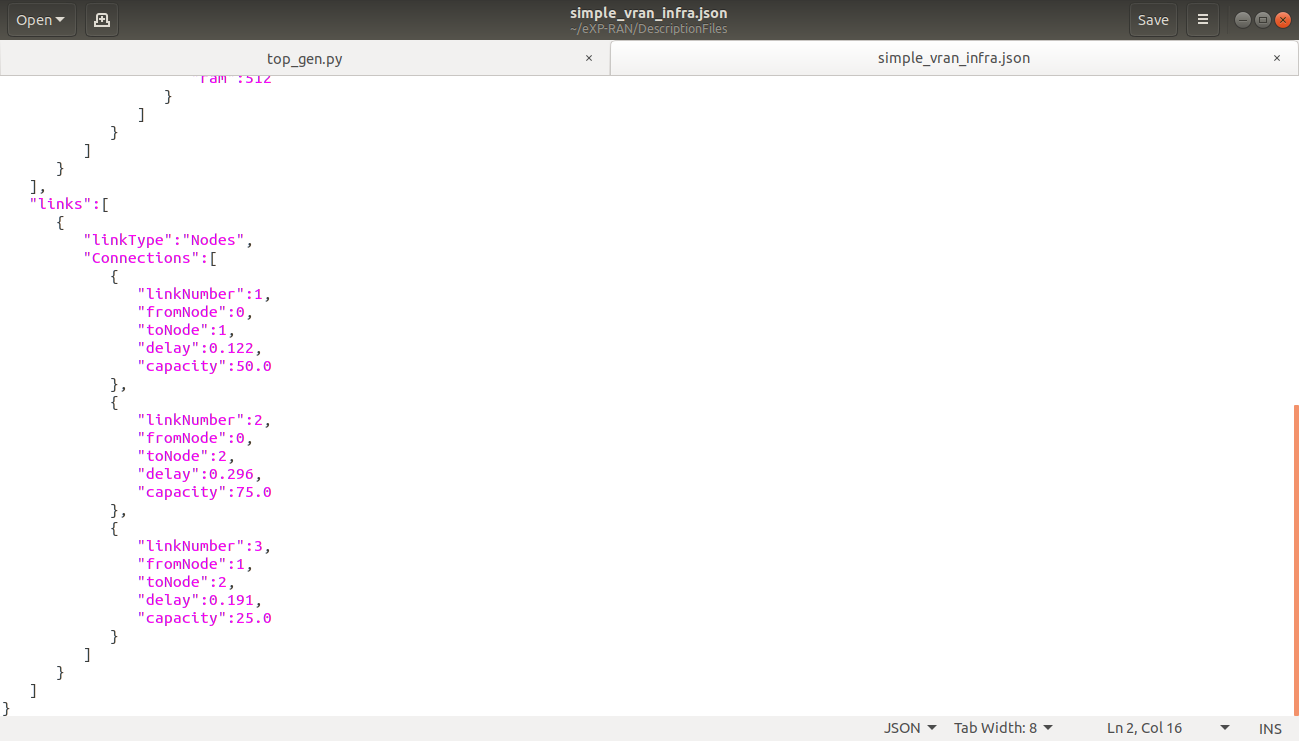 Open
simple_vran_infra.json
~/eXP-RAN/DescriptionFiles
Save
top_gen.py ×
simple_vran_infra.json ×
"ram":512
}
]
}
]
}
],
"links":[
{
"linkType":"Nodes",
"Connections":[
{
"linkNumber":1,
"fromNode":0,
"toNode":1,
"delay":0.122,
"capacity":50.0
},
{
"linkNumber":2,
"fromNode":0,
"toNode":2,
"delay":0.296,
"capacity":75.0
},
{
"linkNumber":3,
"fromNode":1,
"toNode":2,
"delay":0.191,
"capacity":25.0
}
]
}
]
}
JSON Tab Width: 8 Ln 2, Col 16 INS